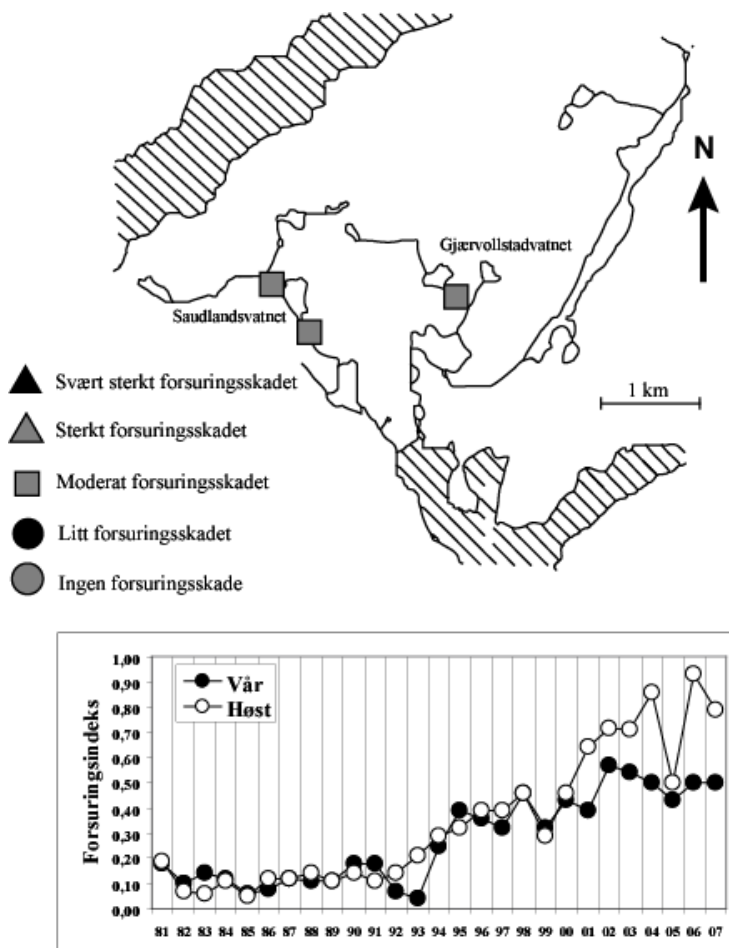 N
Gjærvollstadvatnet
Saudlandsvatnet
1 km
Svært sterkt forsuringsskadet
Sterkt forsuringsskadet
Moderat forsuringsskadet
Litt forsuringsskadet
Ingen forsuringsskade
Forsuringsindeks
1,00
0,90
0,80
0,70
0,60
0,50
0,40
0,30
0,20
0,10
0,00
Vår
Høst
81 82 83 84 85 86 87 88 89 90 91 92 93 94 95 96 97 98 99 00 01 02 03 04 05 06 07